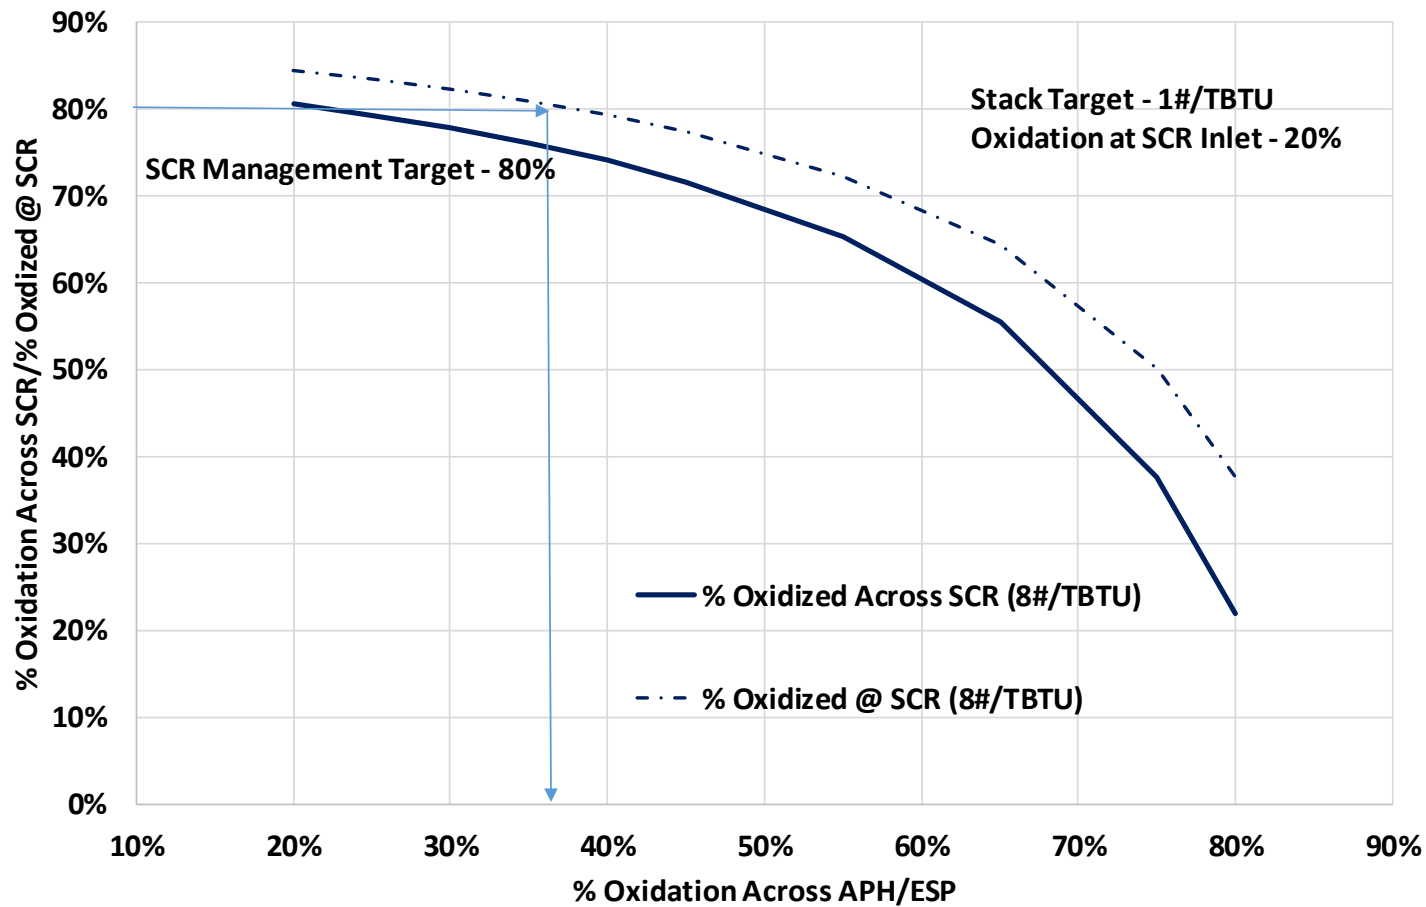 90%
80%
70%
60%
50%
40%
30%
20%
10%
0%
% Oxidation Across SCR/% Oxdized @ SCR
Stack Target - 1#/TBTU
Oxidation at SCR Inlet - 20%
SCR Management Target - 80%
% Oxidized Across SCR (8#/TBTU)
% Oxidized @ SCR (8#/TBTU)
10% 20% 30% 40% 50% 60% 70% 80% 90%
% Oxidation Across APH/ESP